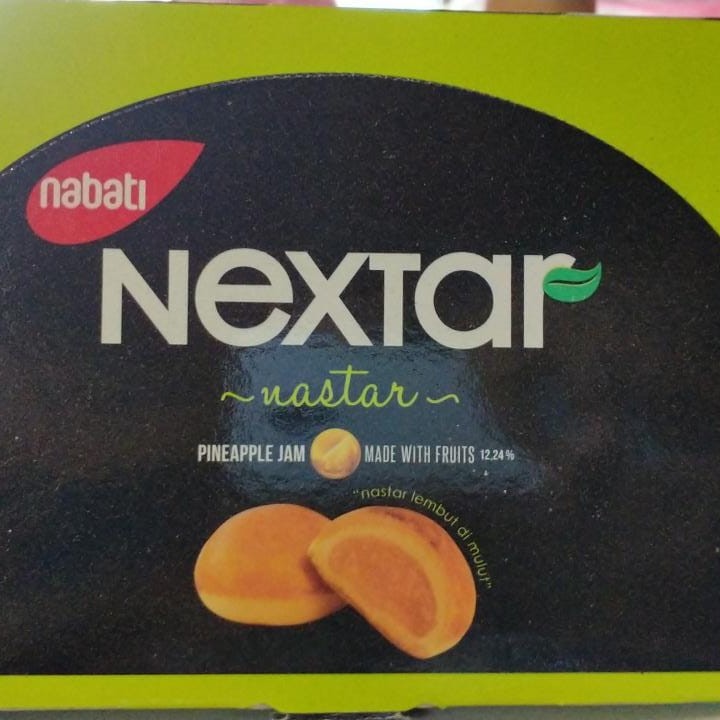 nabati
Nextar
~nastar~
PINEAPPLE JAM MADE WITH FRUITS 12,24%
"nastar lembut di mulut"